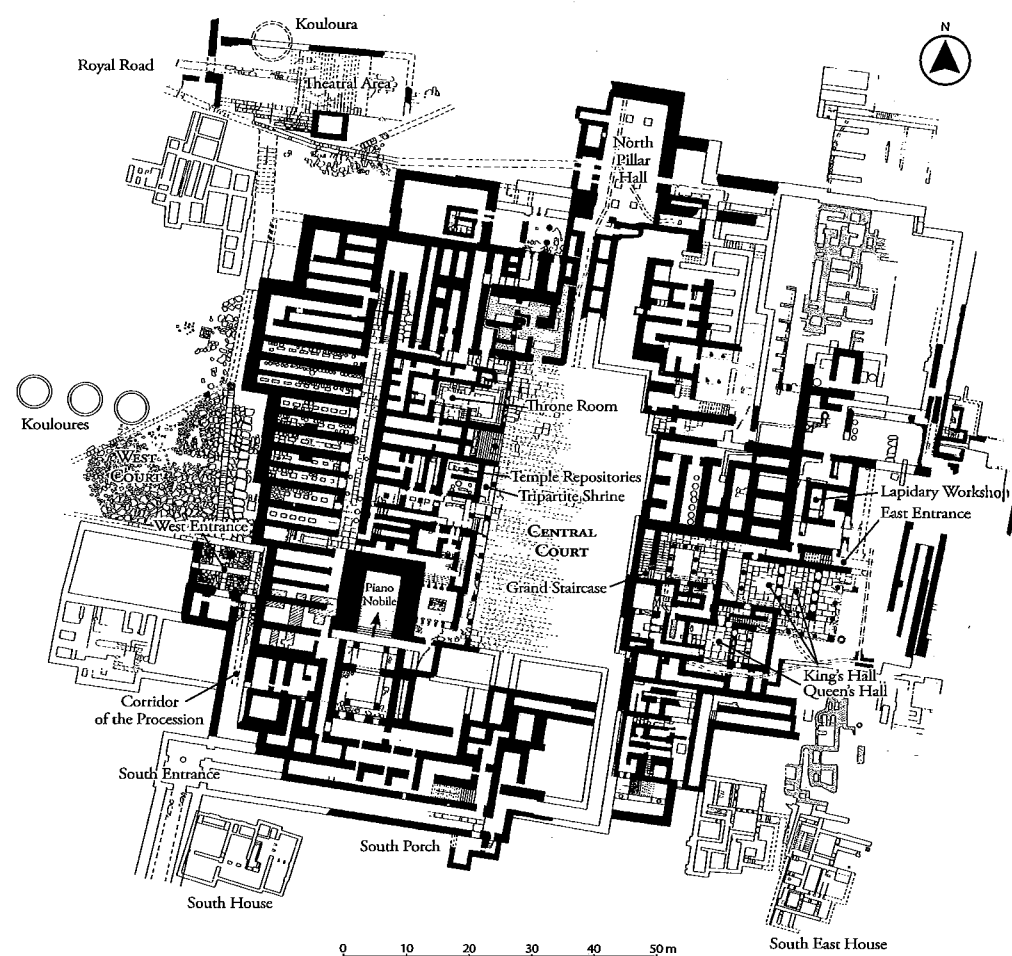 Kouloura
N
Royal Road
Theatral Area
North
Pillar
Hall
Throne Room
Kouloures
West
Court
Temple Repositories
Tripartite Shrine
Lapidary Workshop
East Entrance
West Entrance
Central
Court
Grand Staircase
Piano
Nobile
King's Hall
Queen's Hall
Corridor
of the Procession
South Entrance
South Porch
South House
South East House
0 10 20 30 40 50 m